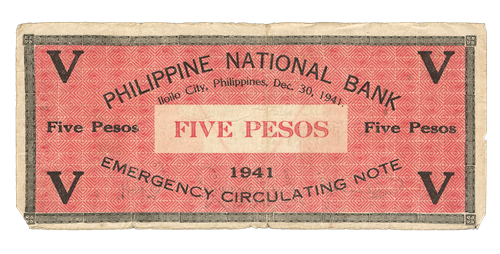 V V
PHILIPPINE NATIONAL BANK
Iloilo City, Philippines, Dec. 30, 1941.
Five Pesos FIVE PESOS Five Pesos
1941
EMERGENCY CIRCULATING NOTE
V V